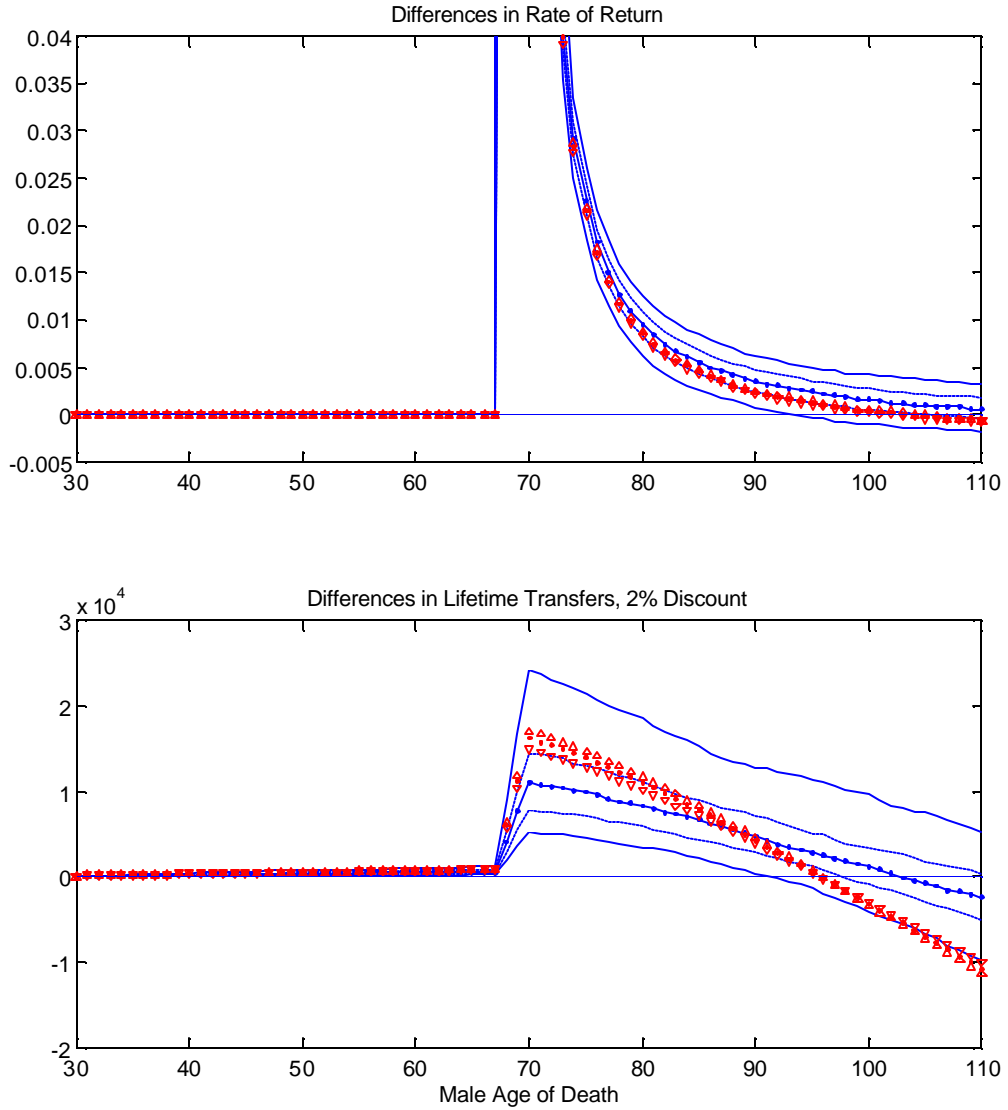 Differences in Rate of Return
0.04
0.035
0.03
0.025
0.02
0.015
0.01
0.005
0
-0.005
30 40 50 60 70 80 90 100 110
x 10^4
Differences in Lifetime Transfers, 2% Discount
3
2
1
0
-1
-2
30 40 50 60 70 80 90 100 110
Male Age of Death